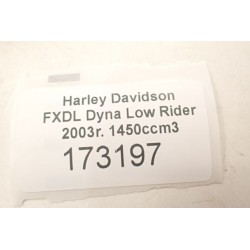 Harley Davidson
FXDL Dyna Low Rider
2003r. 1450ccm3
173197